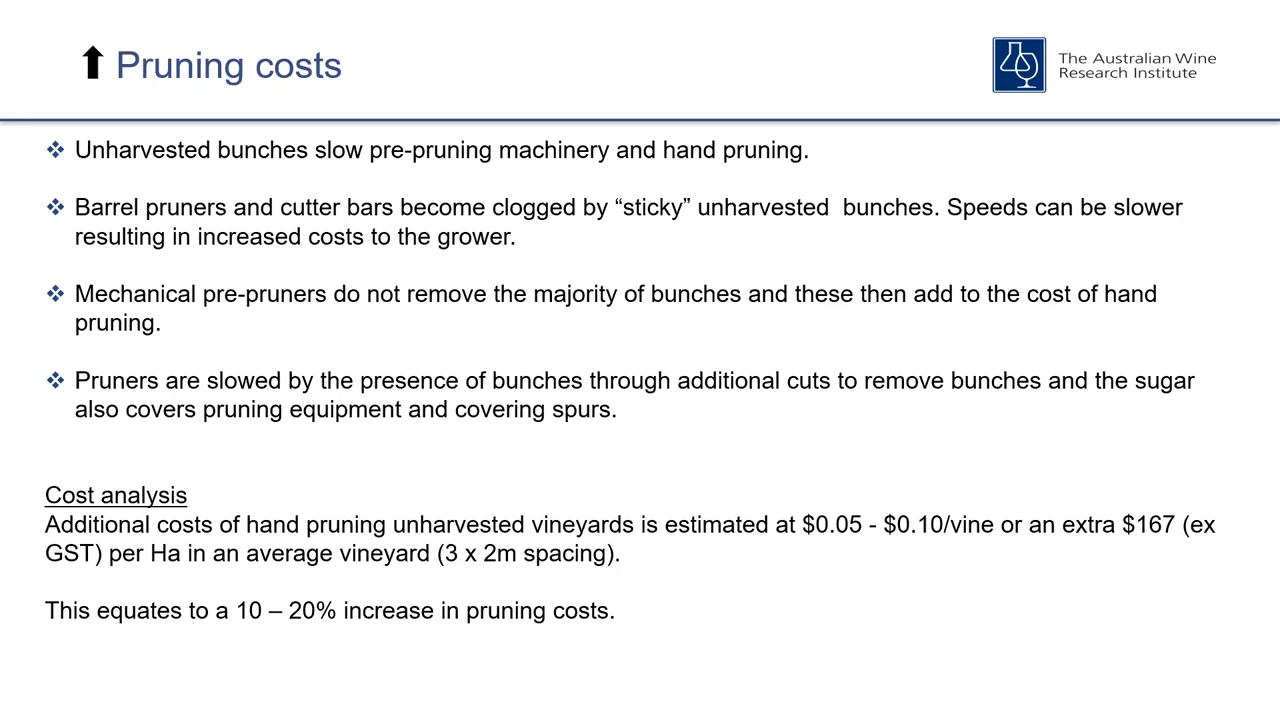 Pruning costs
The Australian Wine
Research Institute
Unharvested bunches slow pre-pruning machinery and hand pruning.
Barrel pruners and cutter bars become clogged by “sticky” unharvested  bunches. Speeds can be slower
resulting in increased costs to the grower.
Mechanical pre-pruners do not remove the majority of bunches and these then add to the cost of hand
pruning.
Pruners are slowed by the presence of bunches through additional cuts to remove bunches and the sugar
also covers pruning equipment and covering spurs.
Cost analysis
Additional costs of hand pruning unharvested vineyards is estimated at $0.05 - $0.10/vine or an extra $167 (ex
GST) per Ha in an average vineyard (3 x 2m spacing).
This equates to a 10 – 20% increase in pruning costs.